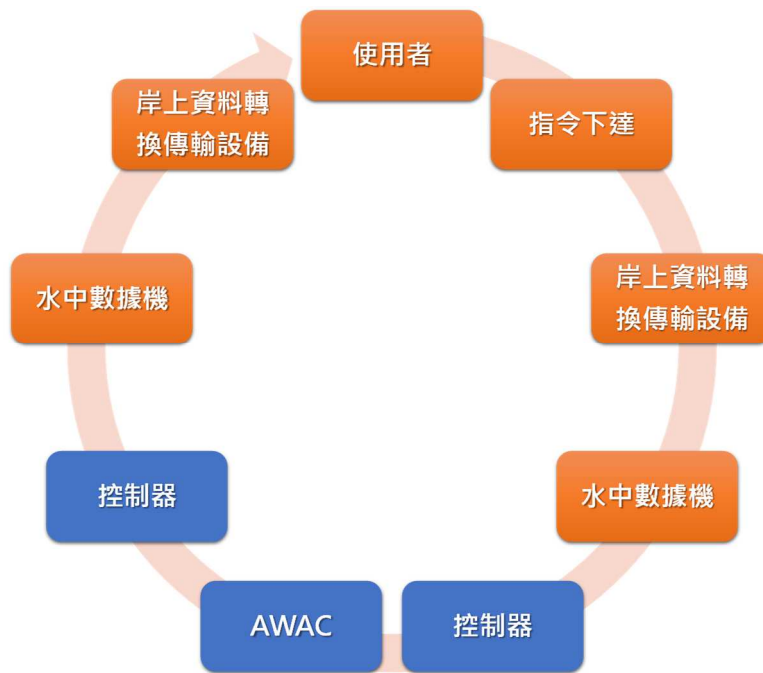 使用者
指令下達
岸上資料轉
換傳輸設備
水中數據機
控制器
AWAC
控制器
水中數據機
岸上資料轉
換傳輸設備